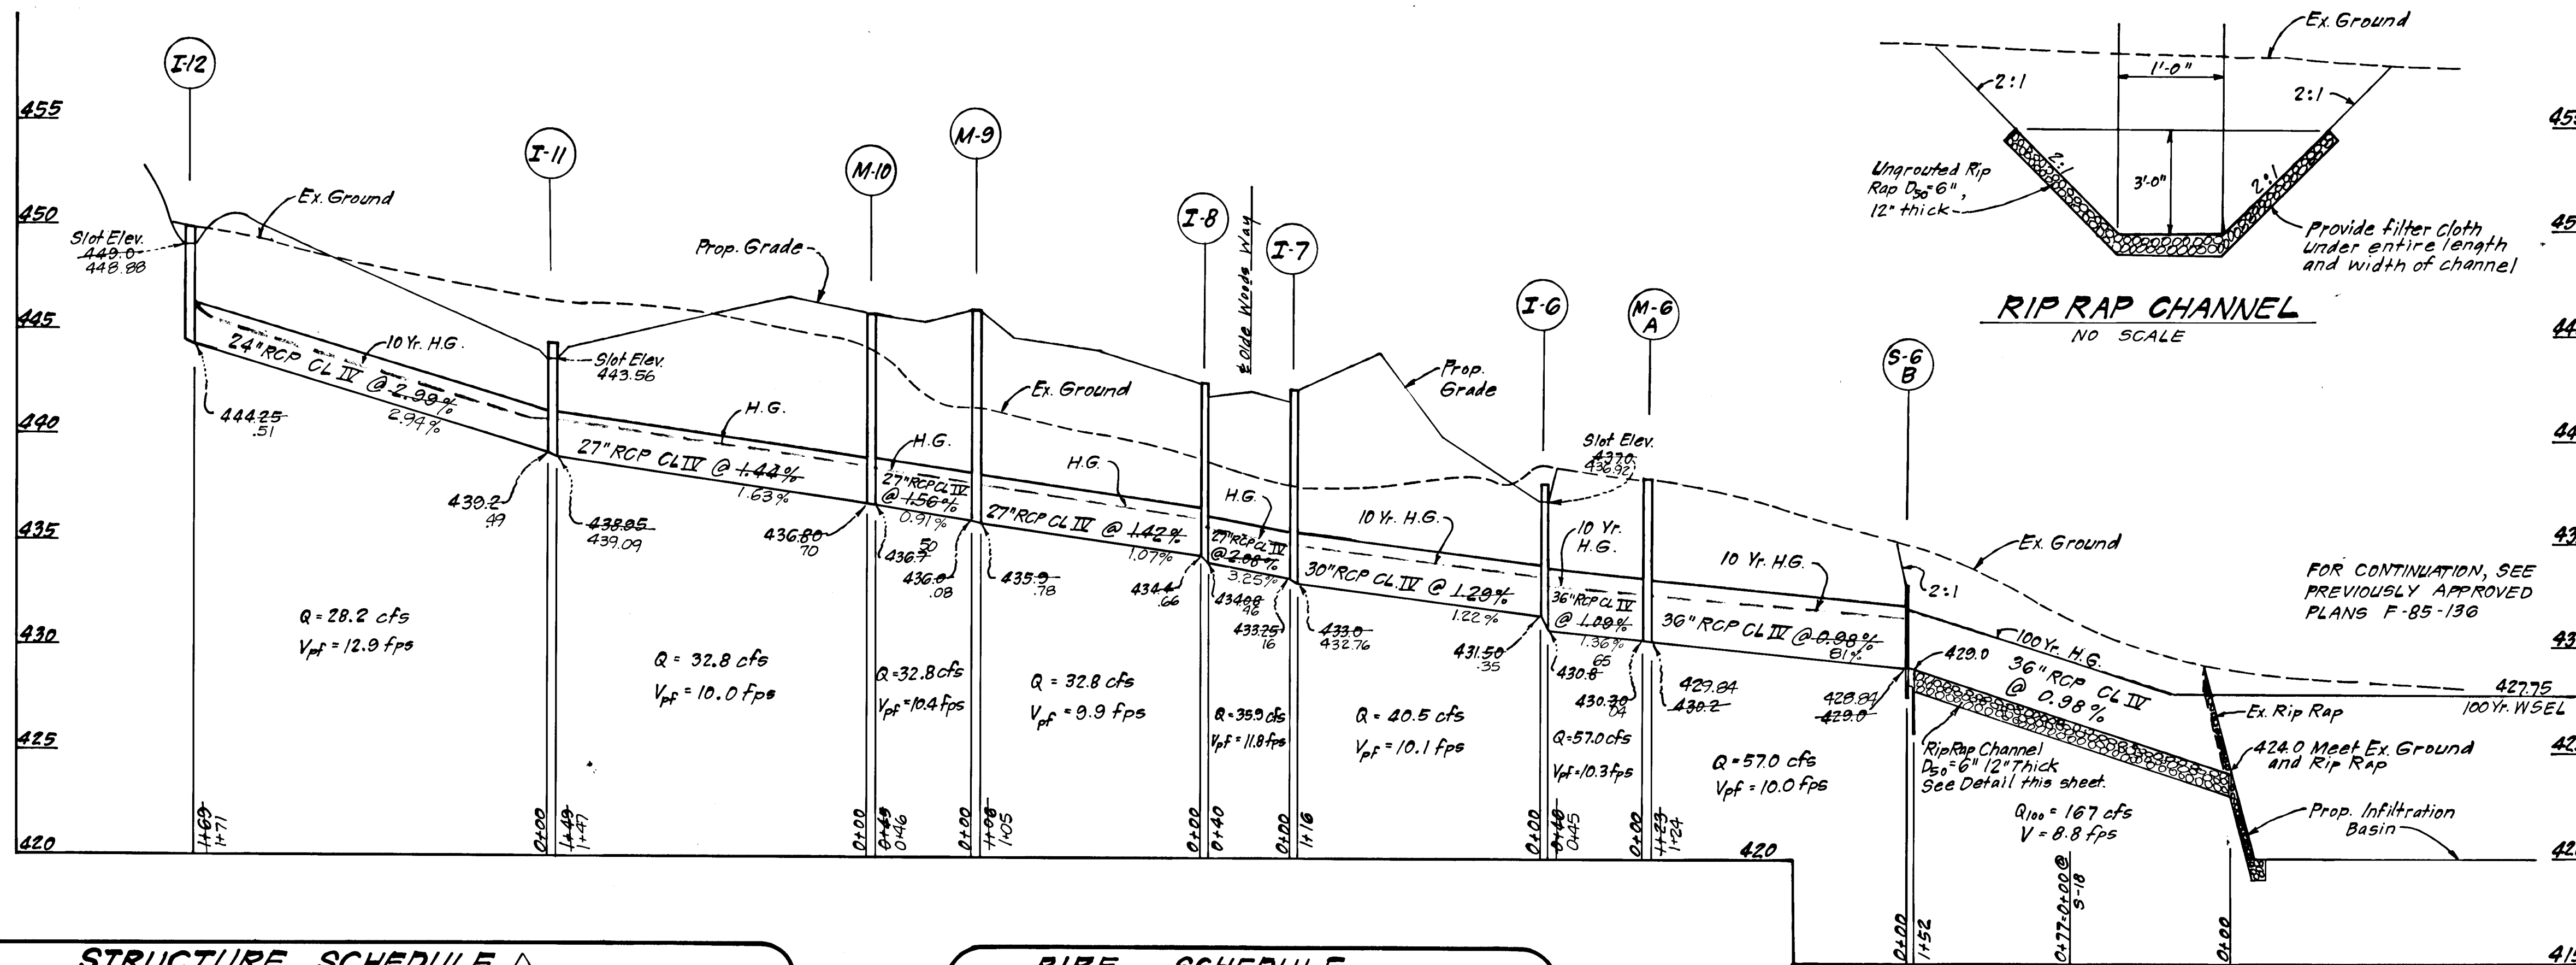 I-12
I-11
M-10
M-9
I-8
I-7
I-6
M-6
A
S-6
B
455
450
445
440
435
430
425
420
Slot Elev.
449.0
448.88
Ex. Ground
10 Yr. H.G.
24" RCP CL IV @ 2.99%
2.94%
444.25
.51
Slot Elev.
443.56
439.2
49
438.95
439.09
Q = 28.2 cfs
Vpf = 12.9 fps
Prop. Grade
H.G.
27" RCP CL IV @ 1.44%
1.63%
436.80
70
Q = 32.8 cfs
Vpf = 10.0 fps
H.G.
27" RCP CL IV
@ 1.56%
0.91%
50
436.7
436.0
.08
Q = 32.8 cfs
Vpf = 10.4 fps
Ex. Ground
H.G.
27" RCP CL IV @ 1.42%
1.07%
435.9
.78
434.4
.66
Q = 32.8 cfs
Vpf = 9.9 fps
℄ Olde Woods Way
H.G.
27" RCP CL IV
@ 2.08%
3.25%
434.08
46
433.25
16
Q = 35.9 cfs
Vpf = 11.8 fps
10 Yr. H.G.
30" RCP CL. IV @ 1.29%
1.22%
433.0
432.76
431.50
.35
Q = 40.5 cfs
Vpf = 10.1 fps
Prop.
Grade
Slot Elev.
437.0
436.92
10 Yr.
H.G.
36" RCP CL IV
@ 1.09%
1.36%
65
430.8
430.30
04
Q = 57.0 cfs
Vpf = 10.3 fps
10 Yr. H.G.
36" RCP CL IV @ 0.98%
81%
429.84
430.2
428.84
429.0
Q = 57.0 cfs
Vpf = 10.0 fps
2:1
Ex. Ground
429.0
100 Yr. H.G.
36" RCP CL IV
@ 0.98%
RipRap Channel
D50 = 6" 12" Thick
See Detail this sheet.
Q100 = 167 cfs
V = 8.8 fps
FOR CONTINUATION, SEE
PREVIOUSLY APPROVED
PLANS F-85-136
427.75
100 Yr. WSEL
Ex. Rip Rap
424.0 Meet Ex. Ground
and Rip Rap
Prop. Infiltration
Basin
1+69
1+71
0+00
1+49
1+47
0+00
0+45
0+46
0+00
1+06
1+05
0+00
0+40
0+00
1+16
0+00
0+40
0+45
0+00
1+23
1+24
420
0+00
1+52
0+77=0+00@
S-18
0+00
Ex. Ground
1'-0"
2:1
2:1
2:1
2:1
3'-0"
Ungrouted Rip
Rap D50=6",
12" thick
Provide filter cloth
under entire length
and width of channel
RIP RAP CHANNEL
NO SCALE
STRUCTURE SCHEDULE
PIPE SCHEDULE